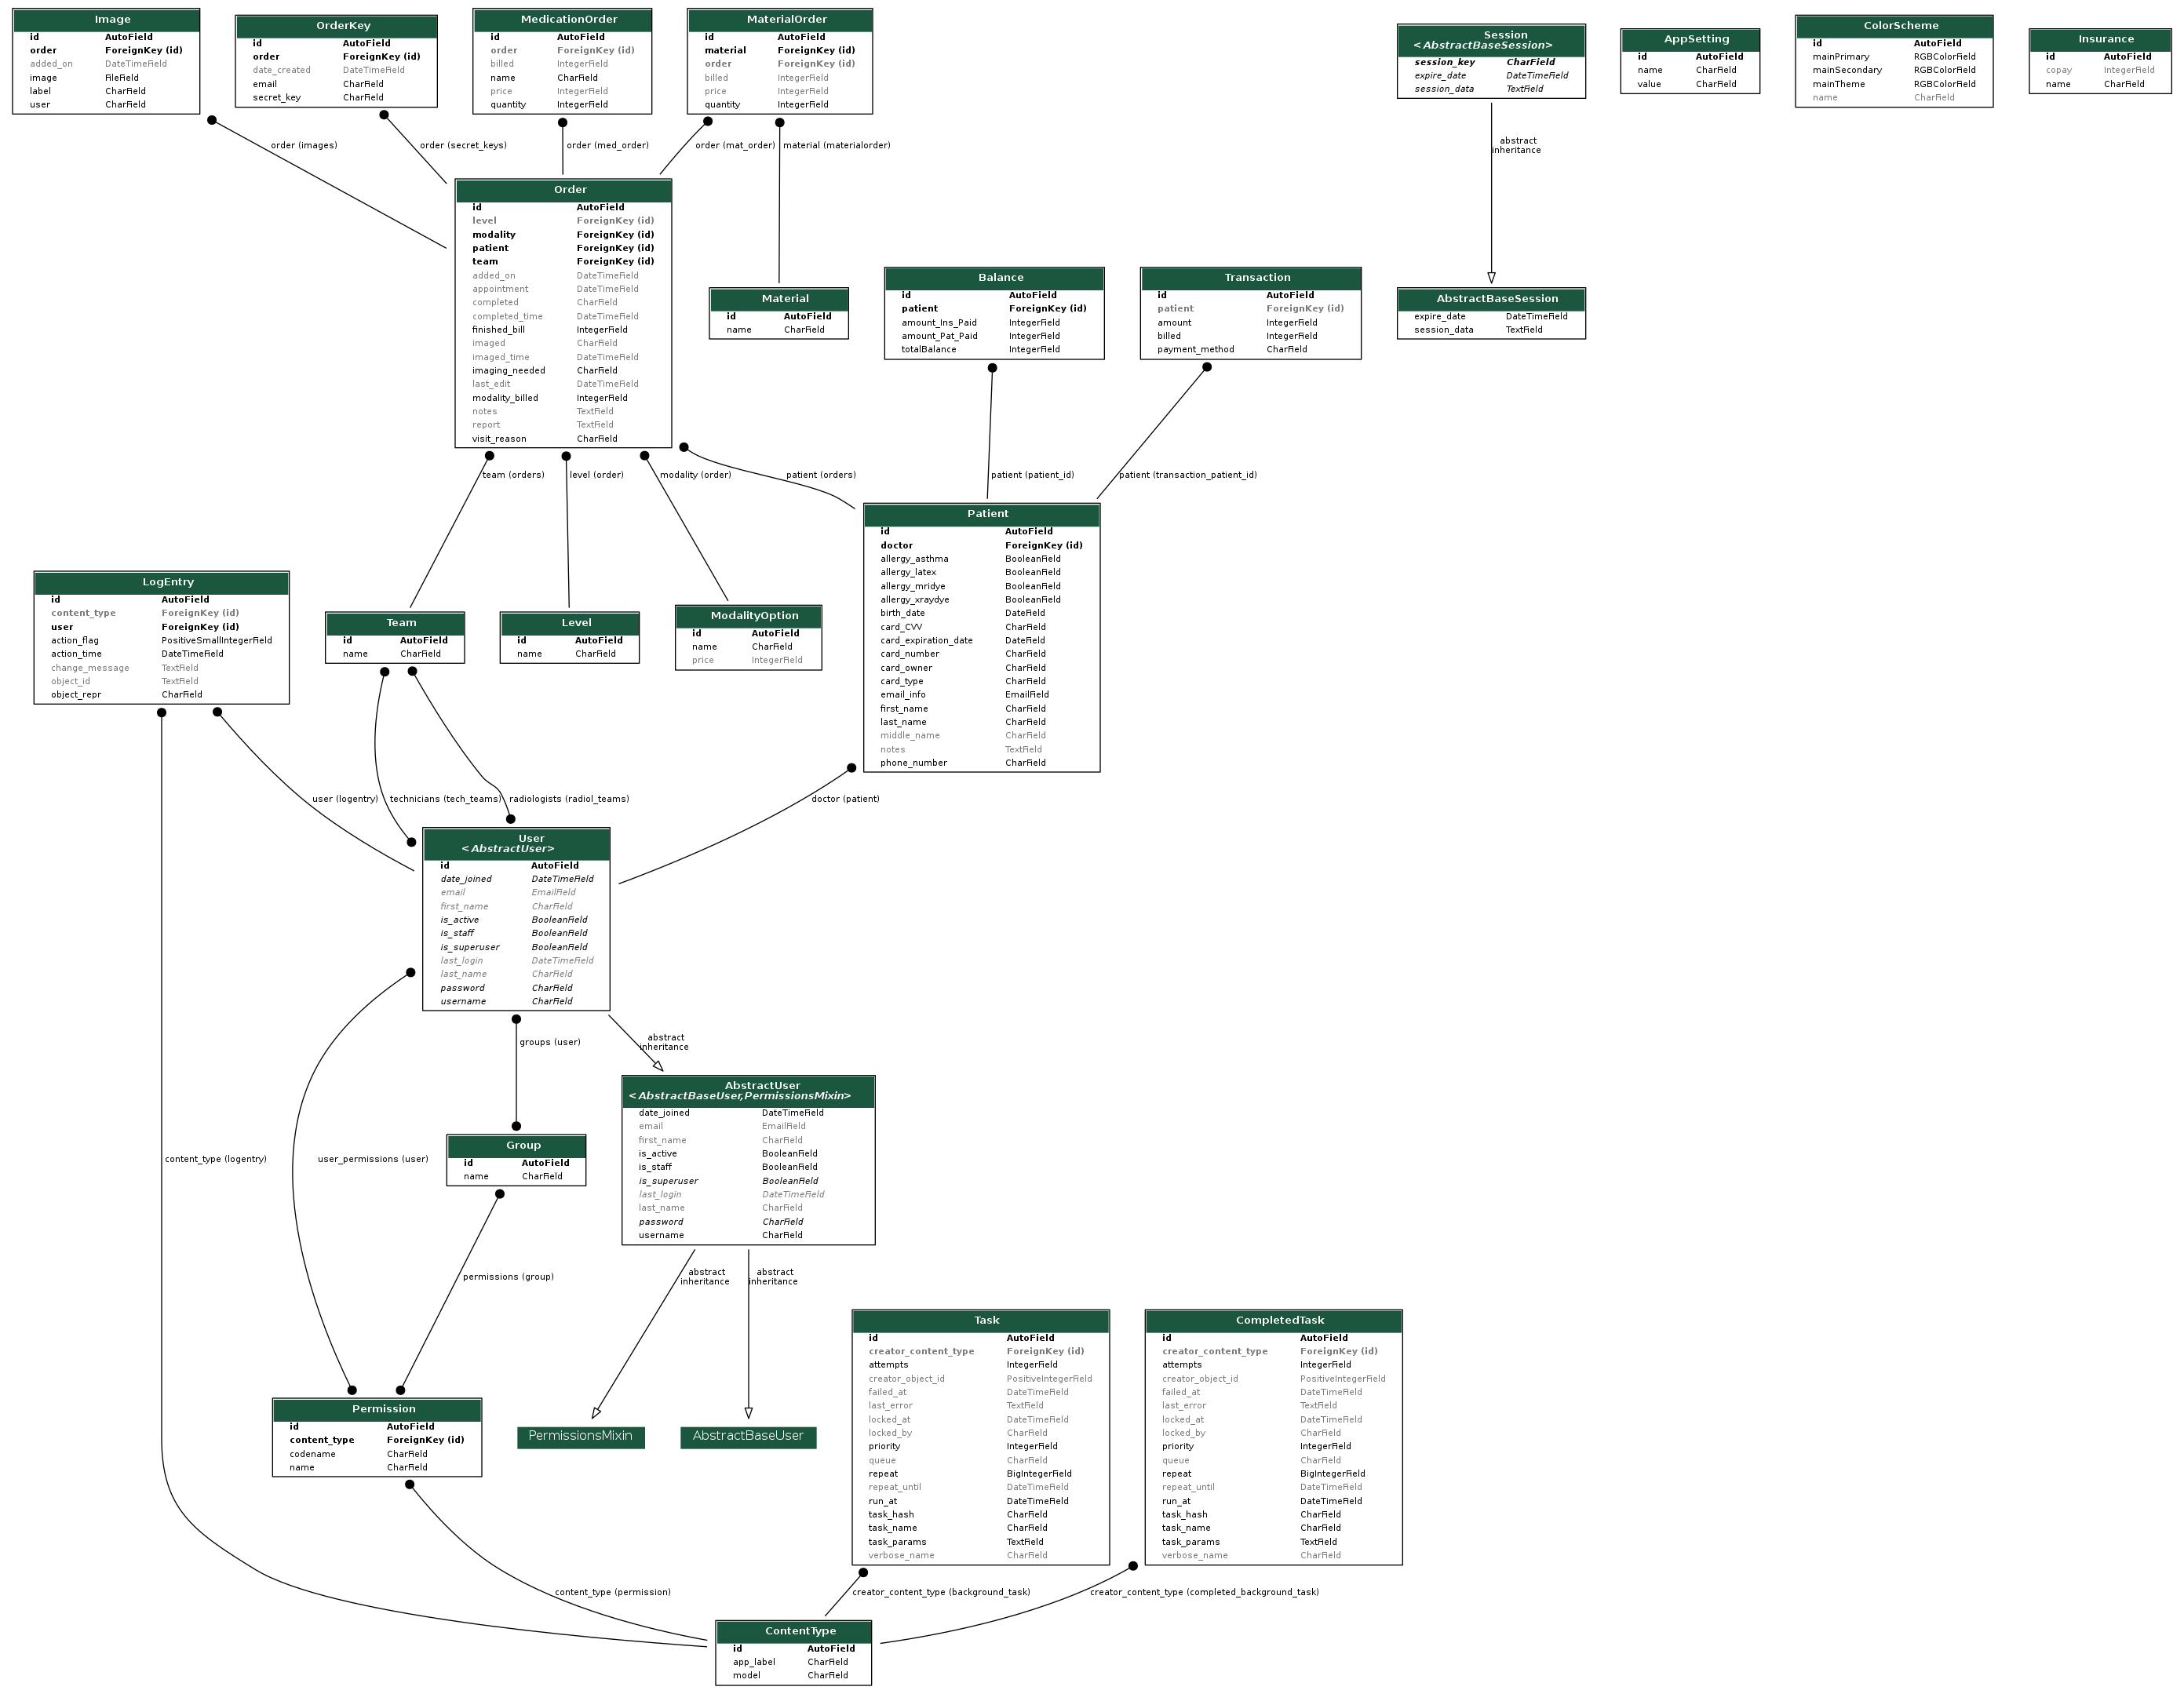 Image
id AutoField
order ForeignKey (id)
added_on DateTimeField
image FileField
label CharField
user CharField
OrderKey
id AutoField
order ForeignKey (id)
date_created DateTimeField
email CharField
secret_key CharField
MedicationOrder
id AutoField
order ForeignKey (id)
billed IntegerField
name CharField
price IntegerField
quantity IntegerField
MaterialOrder
id AutoField
material ForeignKey (id)
order ForeignKey (id)
billed IntegerField
price IntegerField
quantity IntegerField
Session
<AbstractBaseSession>
session_key CharField
expire_date DateTimeField
session_data TextField
AppSetting
id AutoField
name CharField
value CharField
ColorScheme
id AutoField
mainPrimary RGBColorField
mainSecondary RGBColorField
mainTheme RGBColorField
name CharField
Insurance
id AutoField
copay IntegerField
name CharField
order (images)
order (secret_keys)
order (med_order)
order (mat_order)
material (materialorder)
abstract
inheritance
Order
id AutoField
level ForeignKey (id)
modality ForeignKey (id)
patient ForeignKey (id)
team ForeignKey (id)
added_on DateTimeField
appointment DateTimeField
completed CharField
completed_time DateTimeField
finished_bill IntegerField
imaged CharField
imaged_time DateTimeField
imaging_needed CharField
last_edit DateTimeField
modality_billed IntegerField
notes TextField
report TextField
visit_reason CharField
Material
id AutoField
name CharField
Balance
id AutoField
patient ForeignKey (id)
amount_Ins_Paid IntegerField
amount_Pat_Paid IntegerField
totalBalance IntegerField
Transaction
id AutoField
patient ForeignKey (id)
amount IntegerField
billed IntegerField
payment_method CharField
AbstractBaseSession
expire_date DateTimeField
session_data TextField
team (orders)
level (order)
modality (order)
patient (orders)
patient (patient_id)
patient (transaction_patient_id)
Patient
id AutoField
doctor ForeignKey (id)
allergy_asthma BooleanField
allergy_latex BooleanField
allergy_mridye BooleanField
allergy_xraydye BooleanField
birth_date DateField
card_CVV CharField
card_expiration_date DateField
card_number CharField
card_owner CharField
card_type CharField
email_info EmailField
first_name CharField
last_name CharField
middle_name CharField
notes TextField
phone_number CharField
LogEntry
id AutoField
content_type ForeignKey (id)
user ForeignKey (id)
action_flag PositiveSmallIntegerField
action_time DateTimeField
change_message TextField
object_id TextField
object_repr CharField
Team
id AutoField
name CharField
Level
id AutoField
name CharField
ModalityOption
id AutoField
name CharField
price IntegerField
user (logentry)
technicians (tech_teams)
radiologists (radiol_teams)
doctor (patient)
User
<AbstractUser>
id AutoField
date_joined DateTimeField
email EmailField
first_name CharField
is_active BooleanField
is_staff BooleanField
is_superuser BooleanField
last_login DateTimeField
last_name CharField
password CharField
username CharField
groups (user)
abstract
inheritance
AbstractUser
<AbstractBaseUser,PermissionsMixin>
date_joined DateTimeField
email EmailField
first_name CharField
is_active BooleanField
is_staff BooleanField
is_superuser BooleanField
last_login DateTimeField
last_name CharField
password CharField
username CharField
content_type (logentry)
user_permissions (user)
Group
id AutoField
name CharField
permissions (group)
abstract
inheritance
abstract
inheritance
Task
id AutoField
creator_content_type ForeignKey (id)
attempts IntegerField
creator_object_id PositiveIntegerField
failed_at DateTimeField
last_error TextField
locked_at DateTimeField
locked_by CharField
priority IntegerField
queue CharField
repeat BigIntegerField
repeat_until DateTimeField
run_at DateTimeField
task_hash CharField
task_name CharField
task_params TextField
verbose_name CharField
CompletedTask
id AutoField
creator_content_type ForeignKey (id)
attempts IntegerField
creator_object_id PositiveIntegerField
failed_at DateTimeField
last_error TextField
locked_at DateTimeField
locked_by CharField
priority IntegerField
queue CharField
repeat BigIntegerField
repeat_until DateTimeField
run_at DateTimeField
task_hash CharField
task_name CharField
task_params TextField
verbose_name CharField
Permission
id AutoField
content_type ForeignKey (id)
codename CharField
name CharField
PermissionsMixin
AbstractBaseUser
content_type (permission)
creator_content_type (background_task)
creator_content_type (completed_background_task)
ContentType
id AutoField
app_label CharField
model CharField